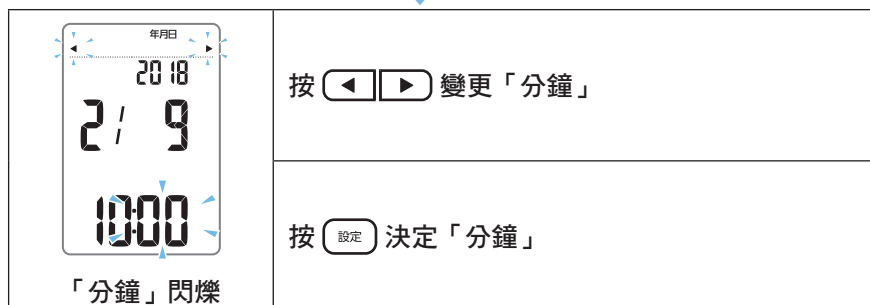 年月日
◀ ▶
2018
2/ 9
10:00
「分鐘」閃爍
按 ◀ ▶ 變更「分鐘」
按 設定 決定「分鐘」